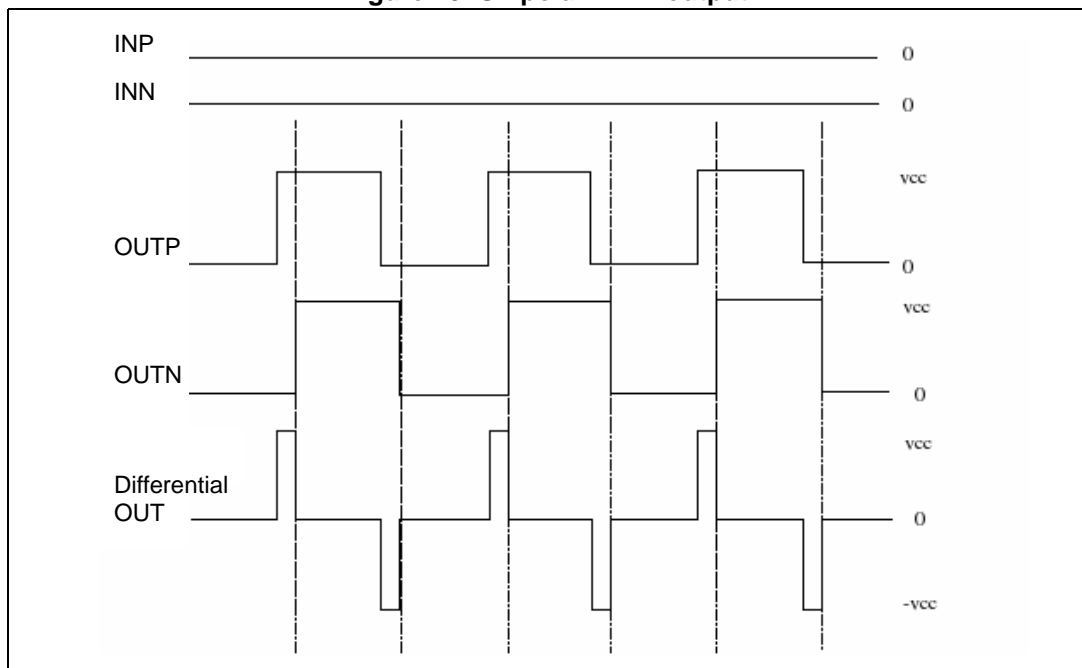 INP
0
INN
0
vcc
OUTP
0
vcc
OUTN
0
vcc
Differential
OUT
0
-vcc